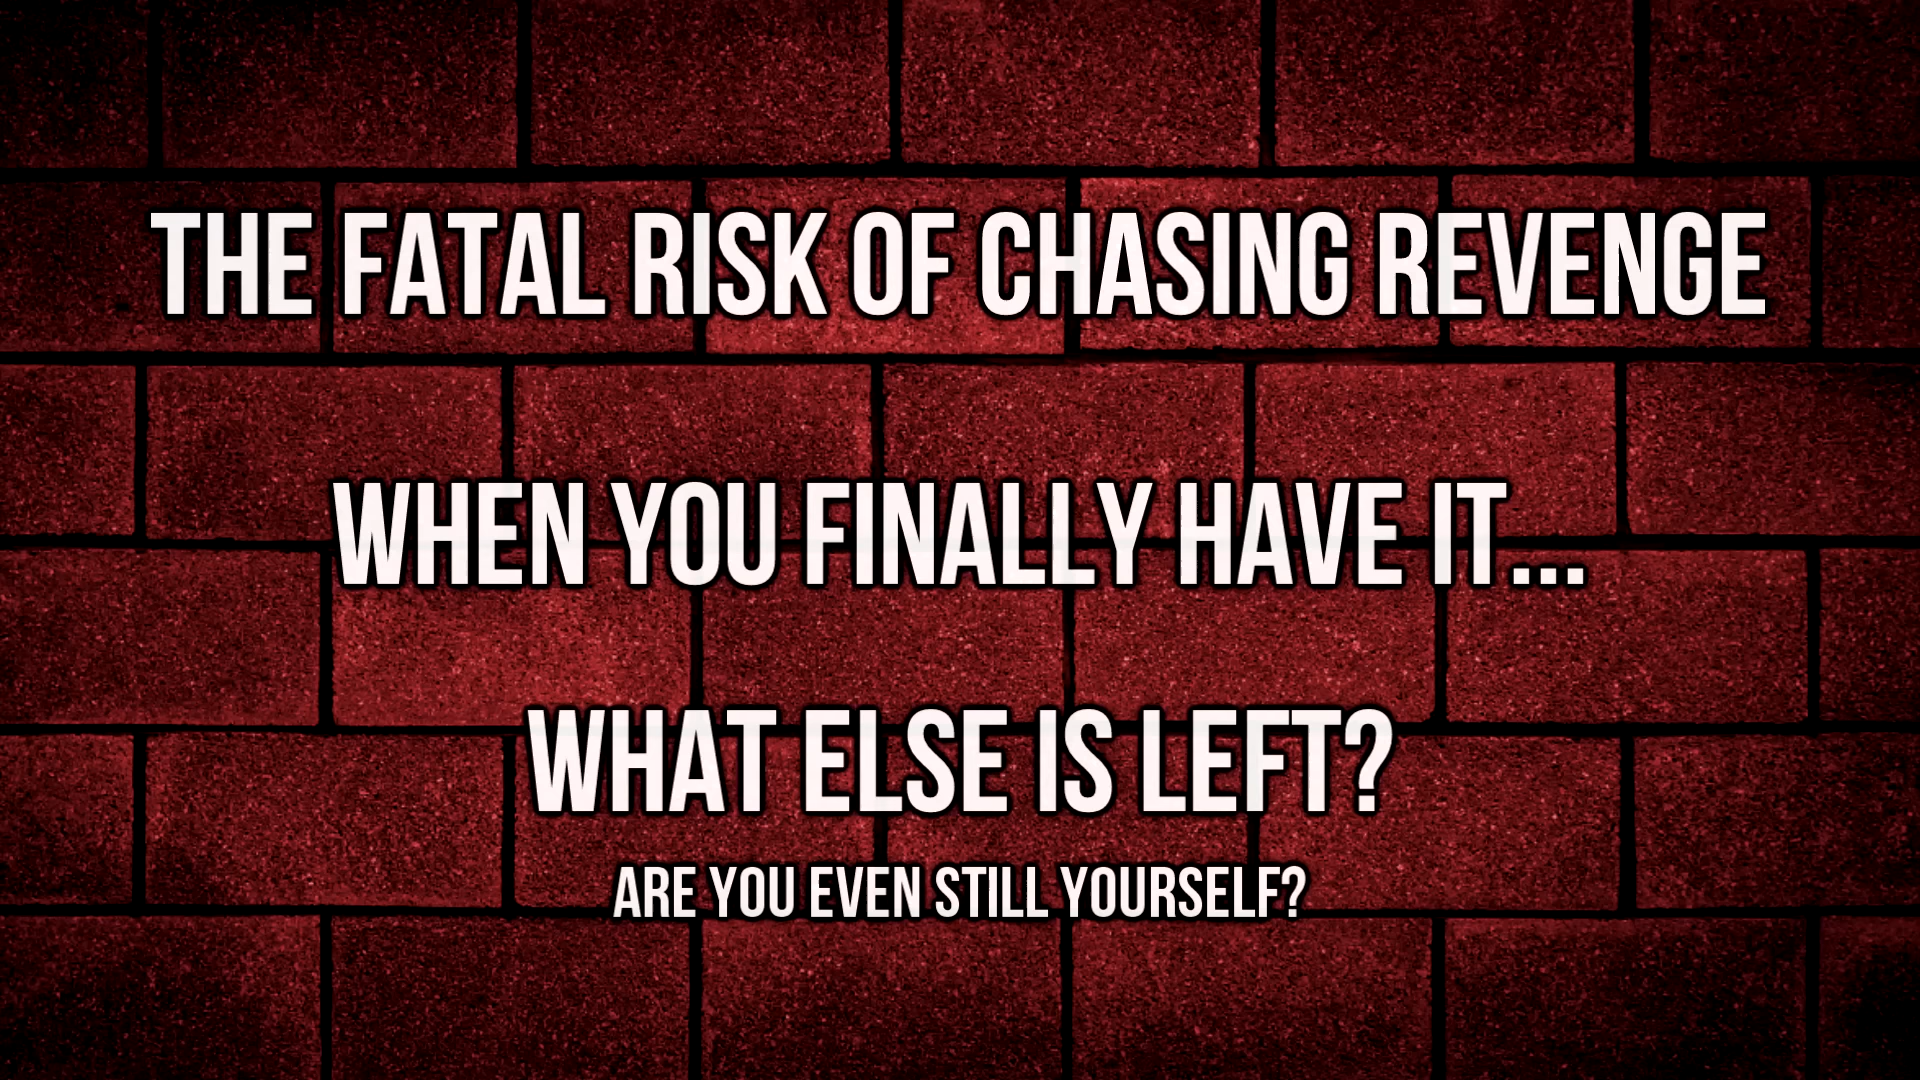 THE FATAL RISK OF CHASING REVENGE
WHEN YOU FINALLY HAVE IT...
WHAT ELSE IS LEFT?
ARE YOU EVEN STILL YOURSELF?